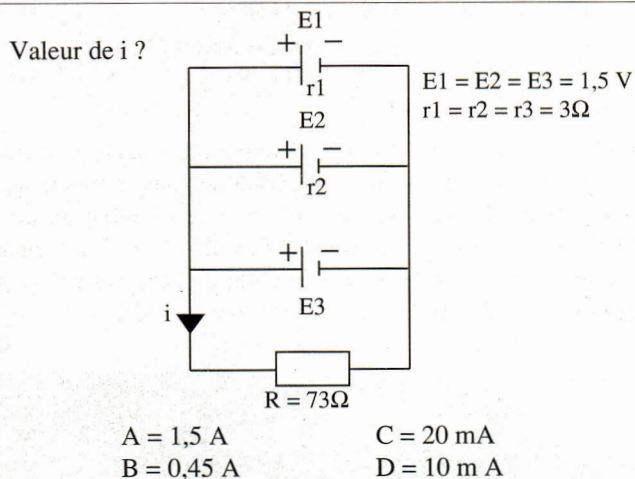 E1
Valeur de i ?
+ −
r1
E1 = E2 = E3 = 1,5 V
r1 = r2 = r3 = 3Ω
E2
+ −
r2
+ −
E3
i
R = 73Ω
A = 1,5 A
C = 20 mA
B = 0,45 A
D = 10 m A